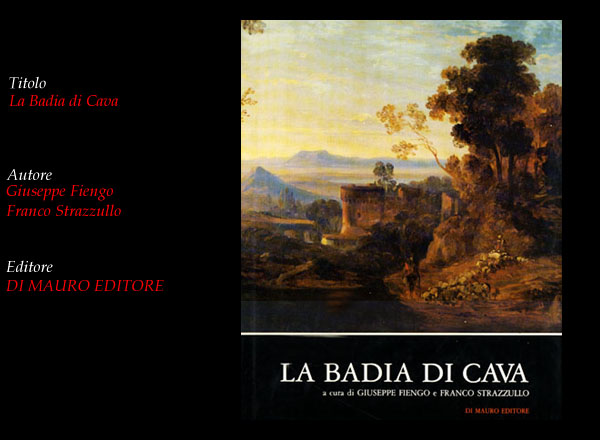 Titolo
La Badia di Cava
Autore
Giuseppe Fiengo
Franco Strazzullo
Editore
DI MAURO EDITORE
LA BADIA DI CAVA
a cura di GIUSEPPE FIENGO e FRANCO STRAZZULLO
DI MAURO EDITORE